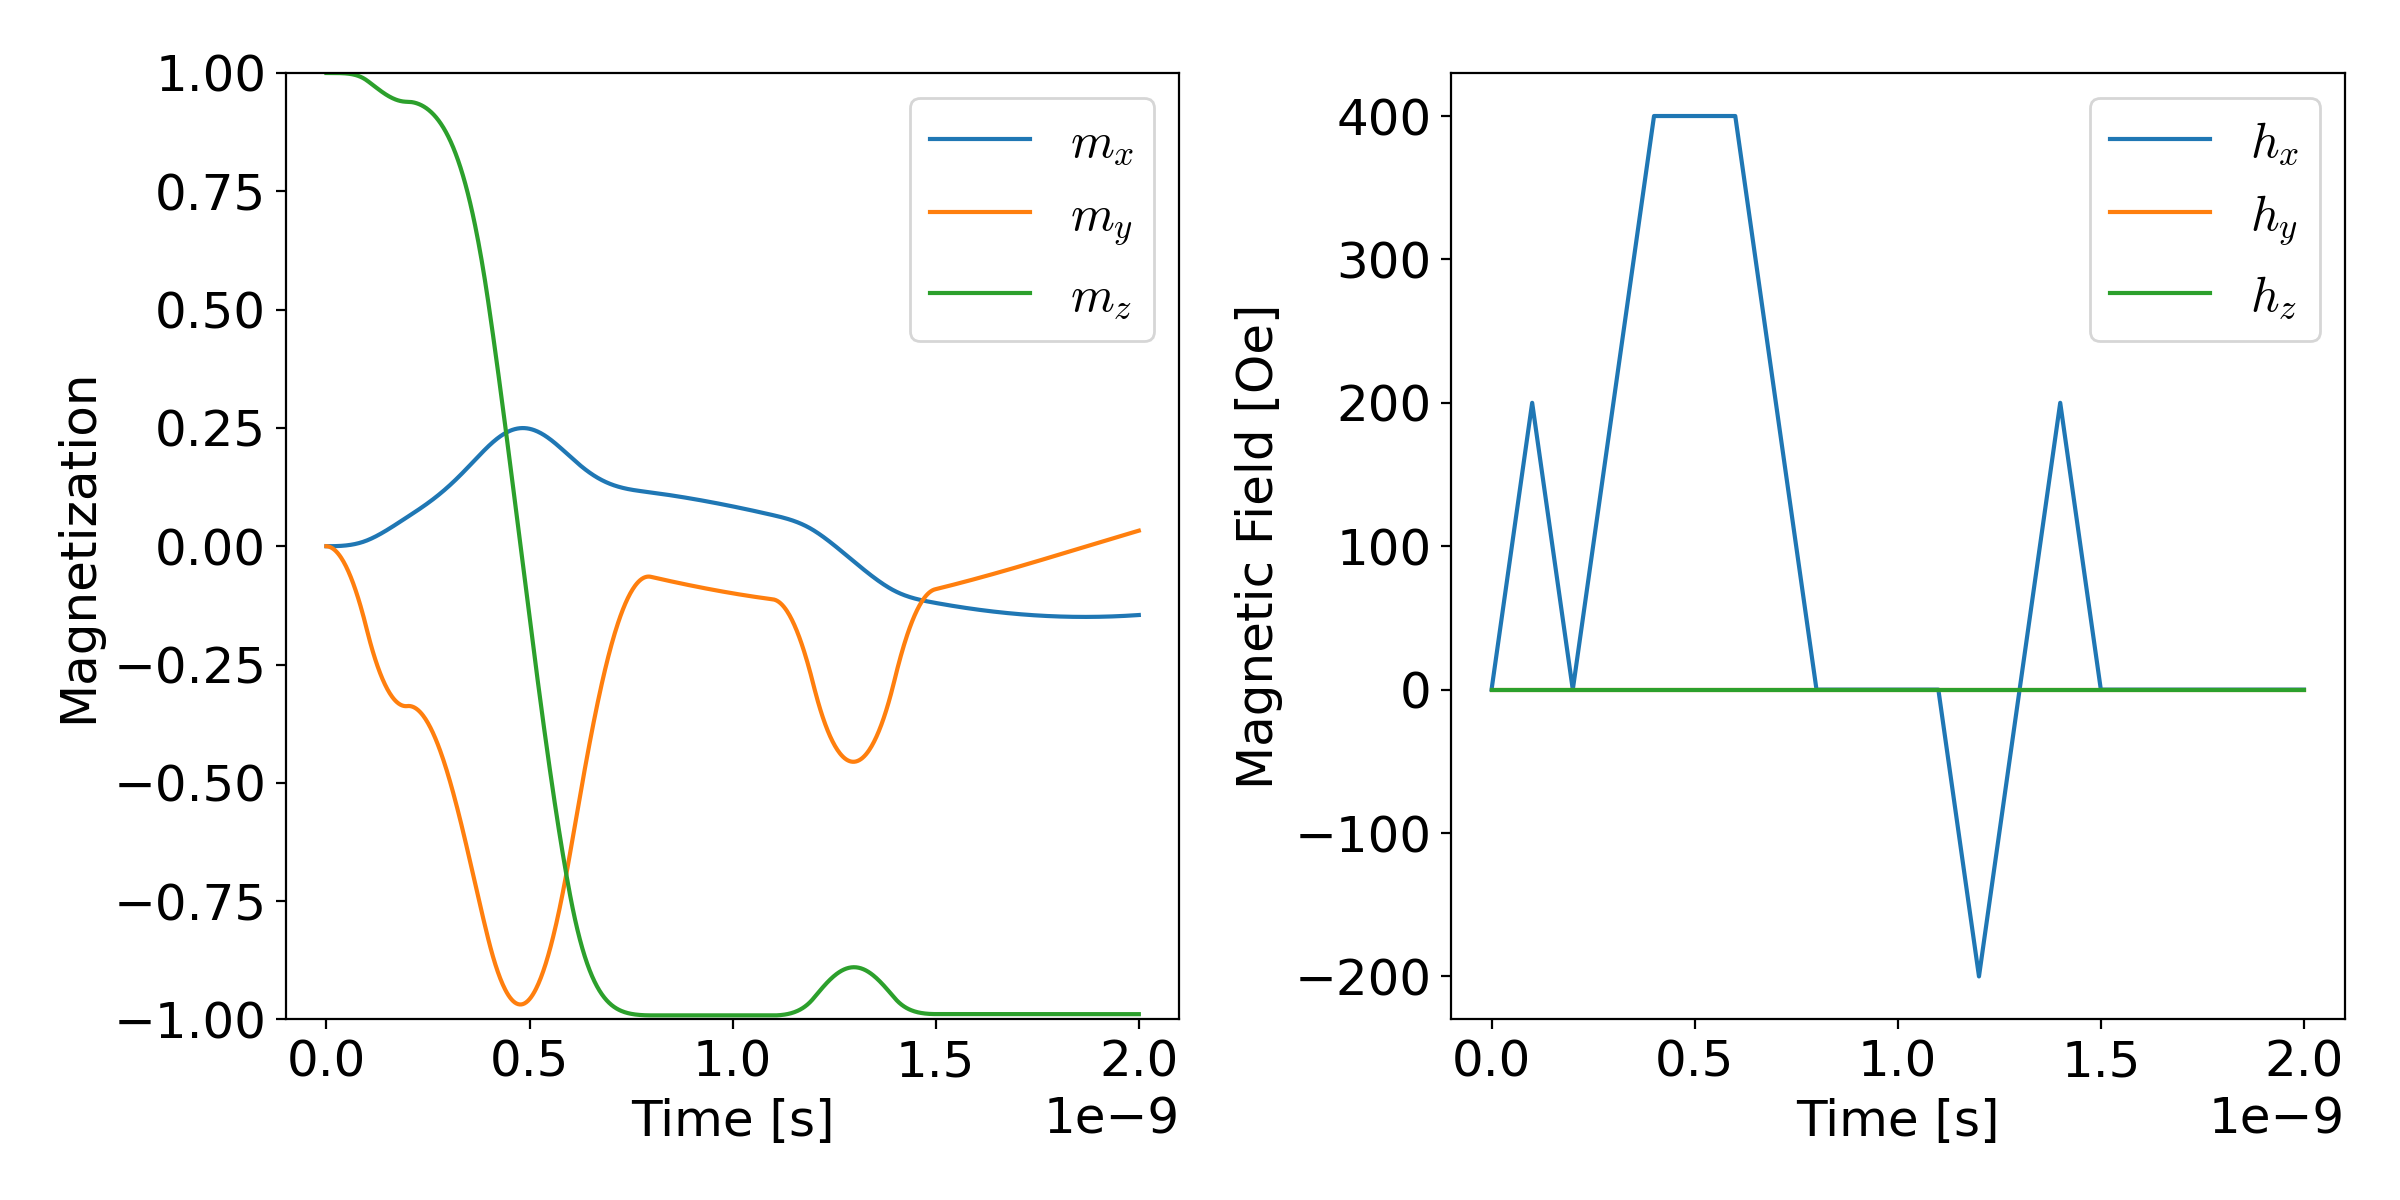 Magnetization
1.00
0.75
0.50
0.25
0.00
−0.25
−0.50
−0.75
−1.00
0.0 0.5 1.0 1.5 2.0
Time [s]
1e−9
m_x
m_y
m_z
Magnetic Field [Oe]
400
300
200
100
0
−100
−200
0.0 0.5 1.0 1.5 2.0
Time [s]
1e−9
h_x
h_y
h_z